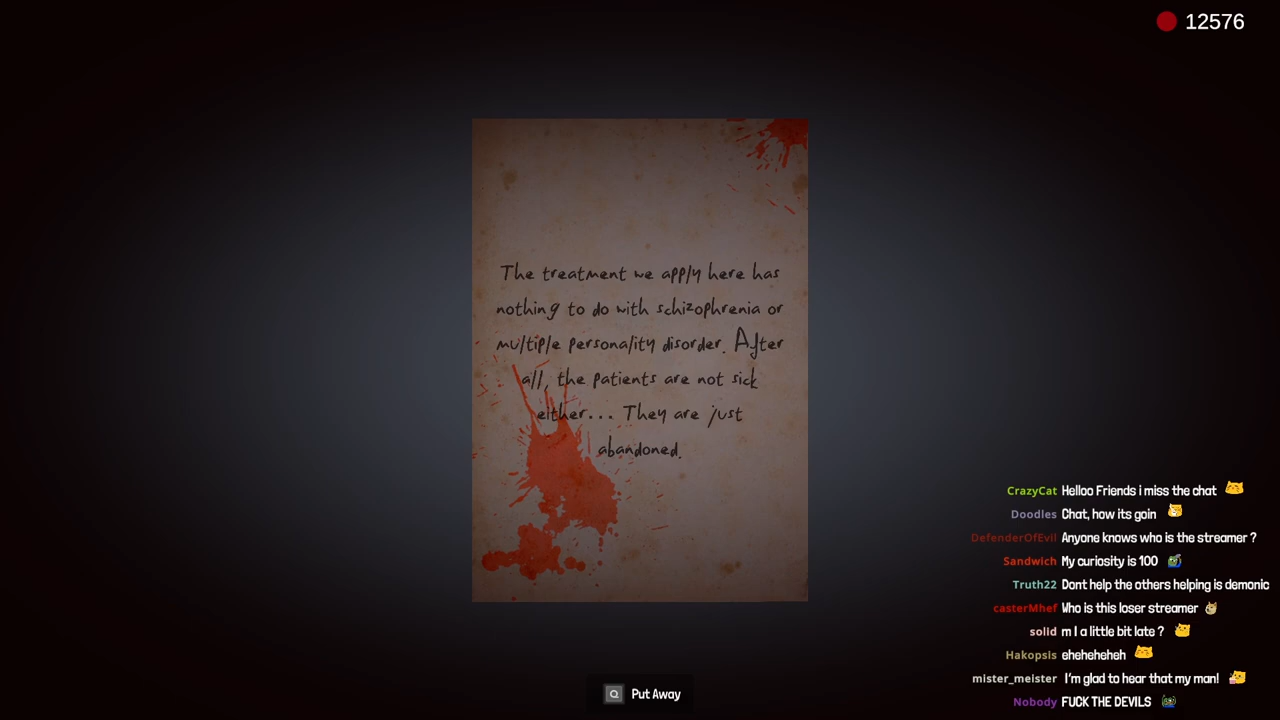 12576
The treatment we apply here has
nothing to do with schizophrenia or
multiple personality disorder. After
all, the patients are not sick
either... They are just
abandoned.
CrazyCat Helloo Friends i miss the chat
Doodles Chat, how its goin
DefenderOfEvil Anyone knows who is the streamer ?
Sandwich My curiosity is 100
Truth22 Dont help the others helping is demonic
casterMhef Who is this loser streamer
solid m I a little bit late ?
Hakopsis eheheheheh
mister_meister I'm glad to hear that my man!
Q Put Away
Nobody FUCK THE DEVILS